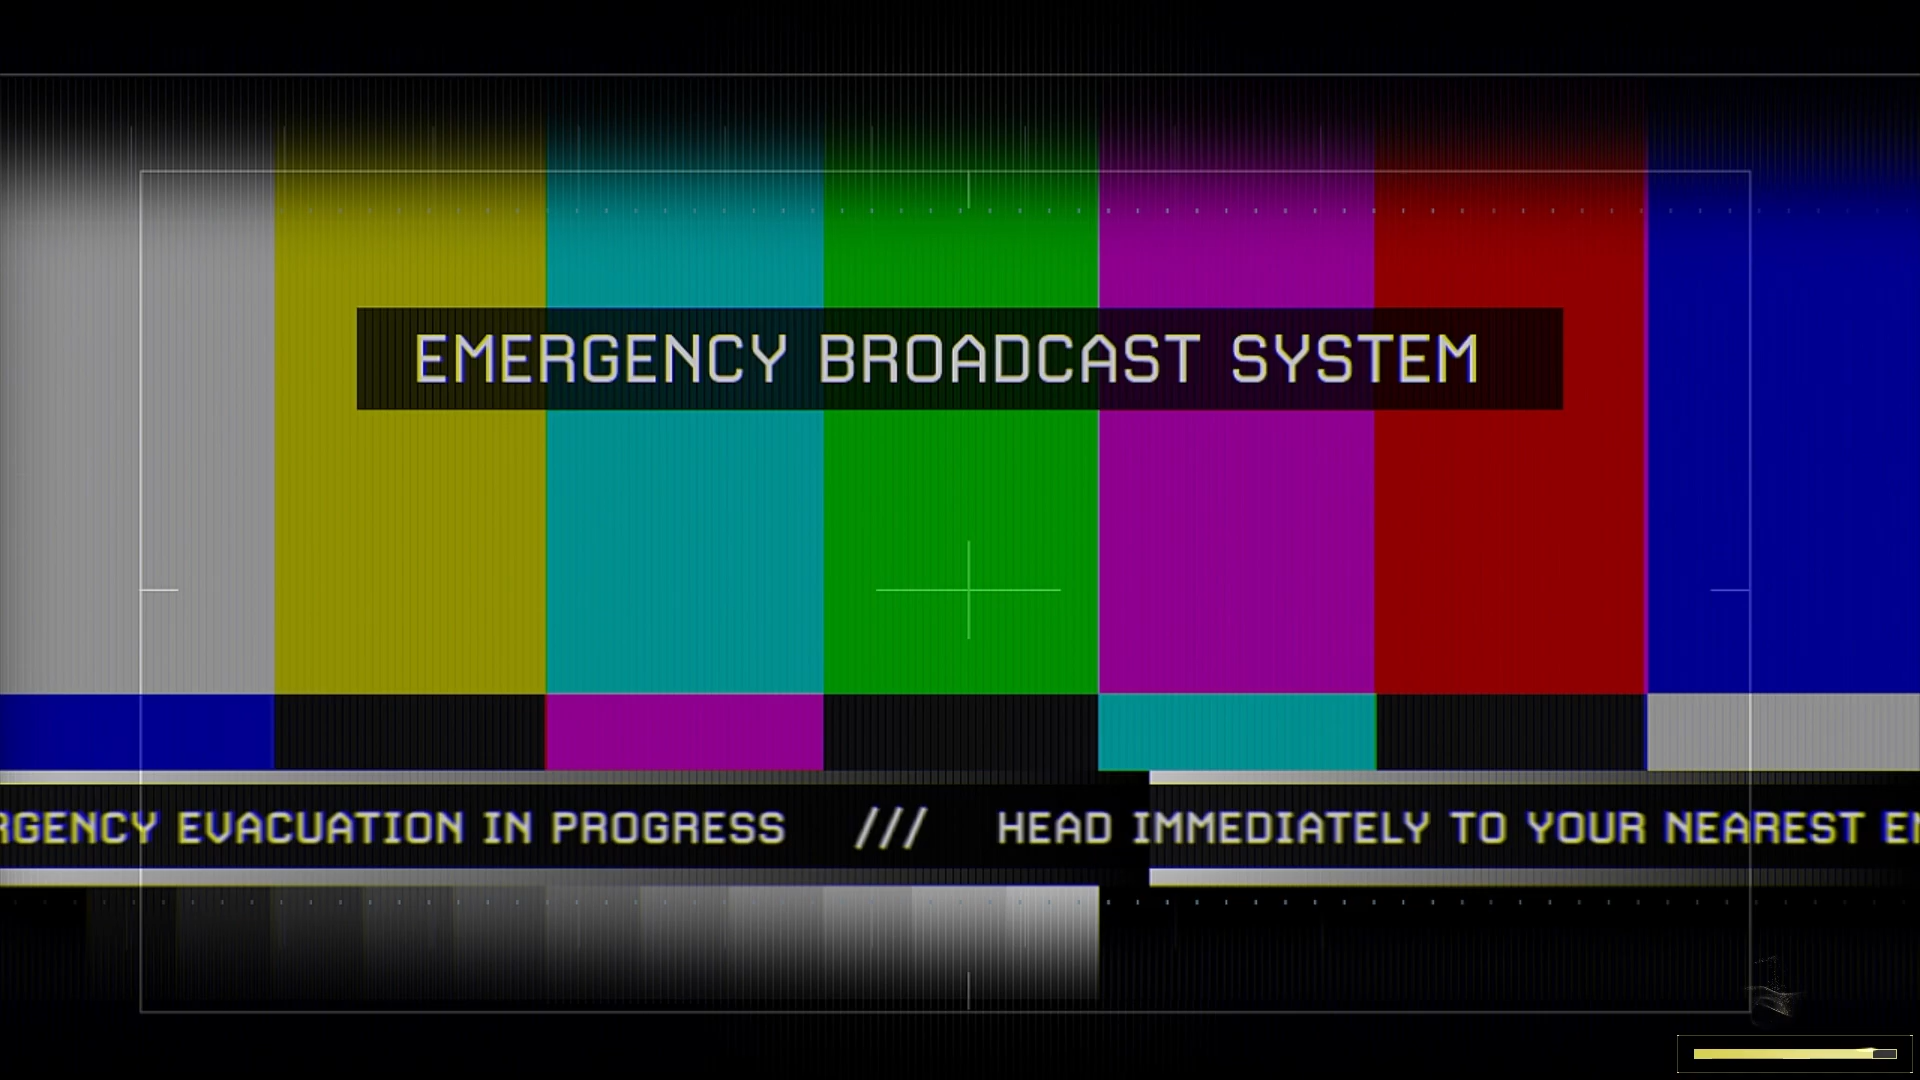 EMERGENCY BROADCAST SYSTEM
RGENCY EVACUATION IN PROGRESS /// HEAD IMMEDIATELY TO YOUR NEAREST